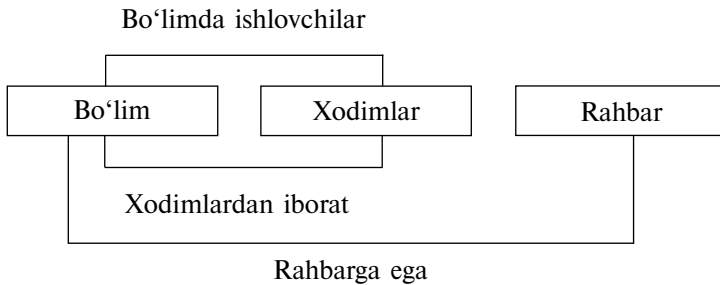 Bo‘limda ishlovchilar
Bo‘lim
Xodimlar
Rahbar
Xodimlardan iborat
Rahbarga ega